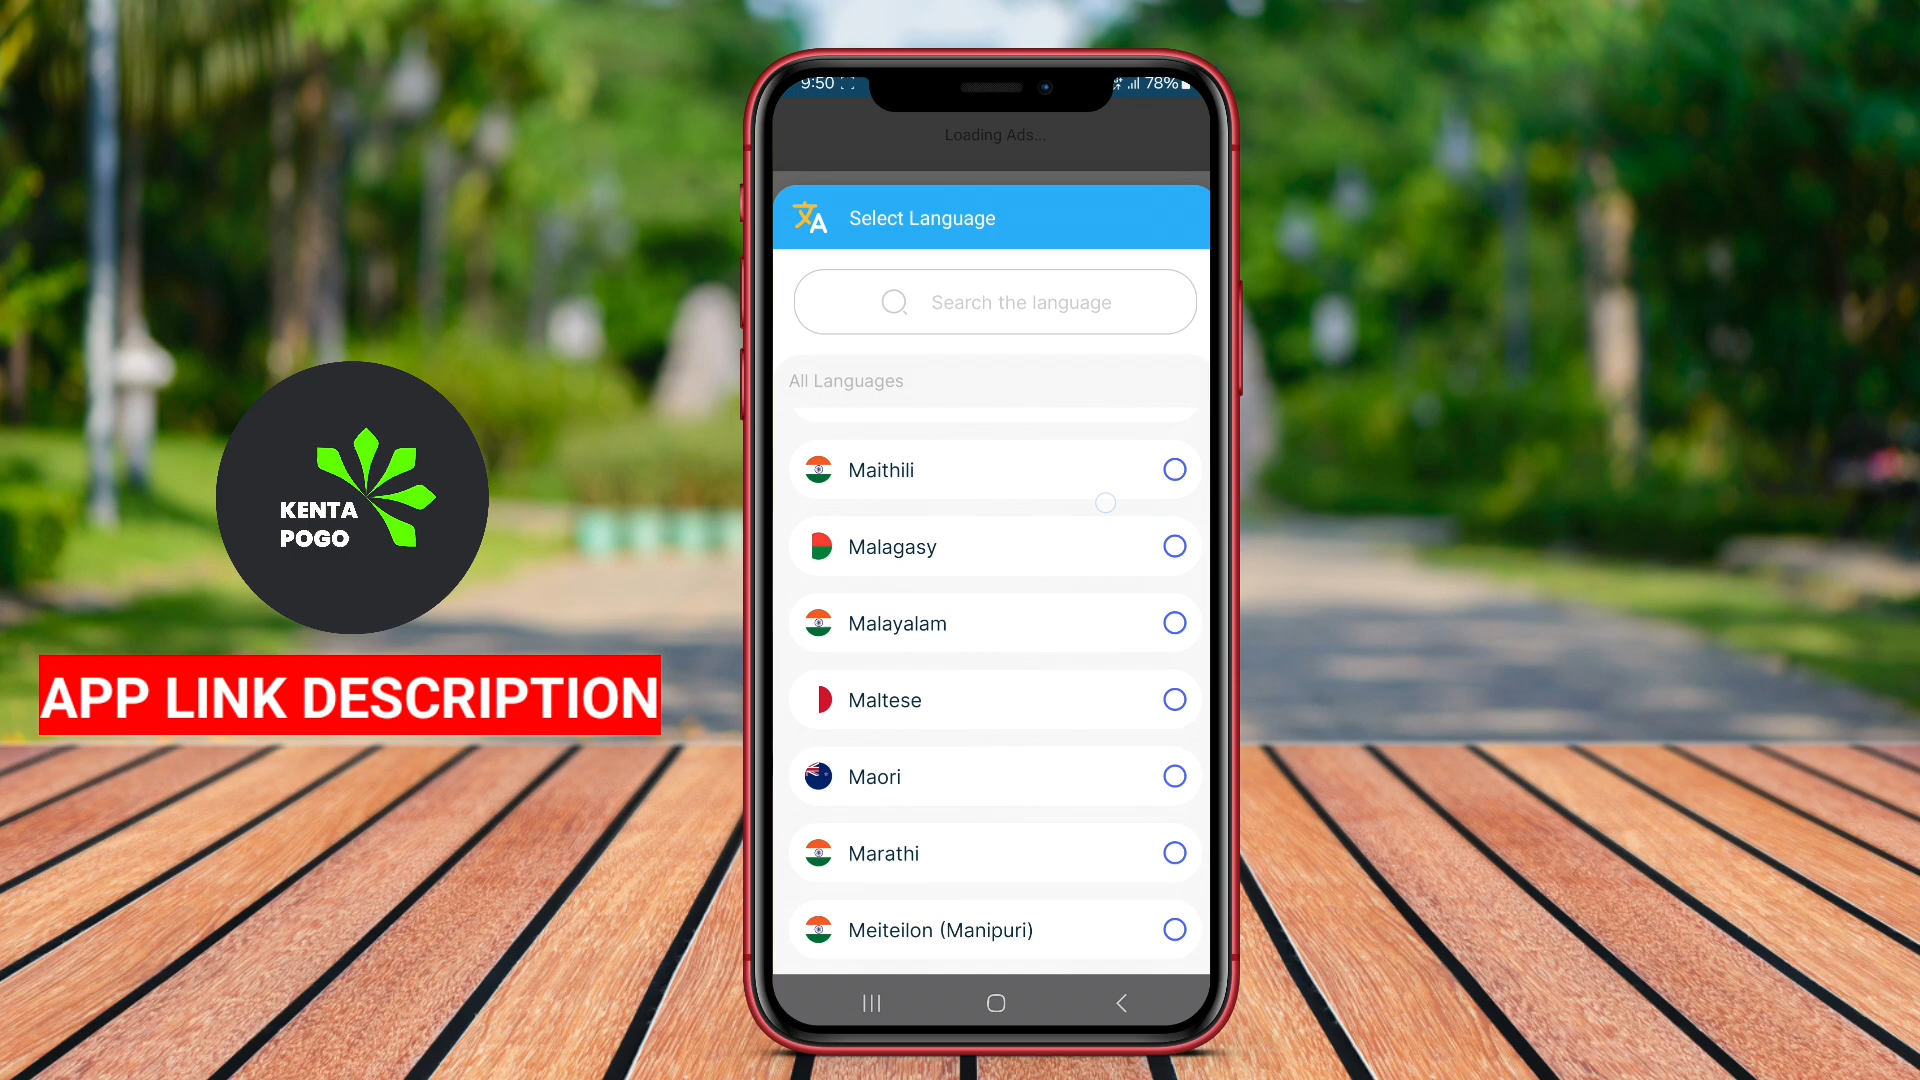 9:50
78%
Loading Ads...
Select Language
Search the language
All Languages
Maithili
Malagasy
Malayalam
Maltese
Maori
Marathi
Meiteilon (Manipuri)
KENTA
POGO
APP LINK DESCRIPTION